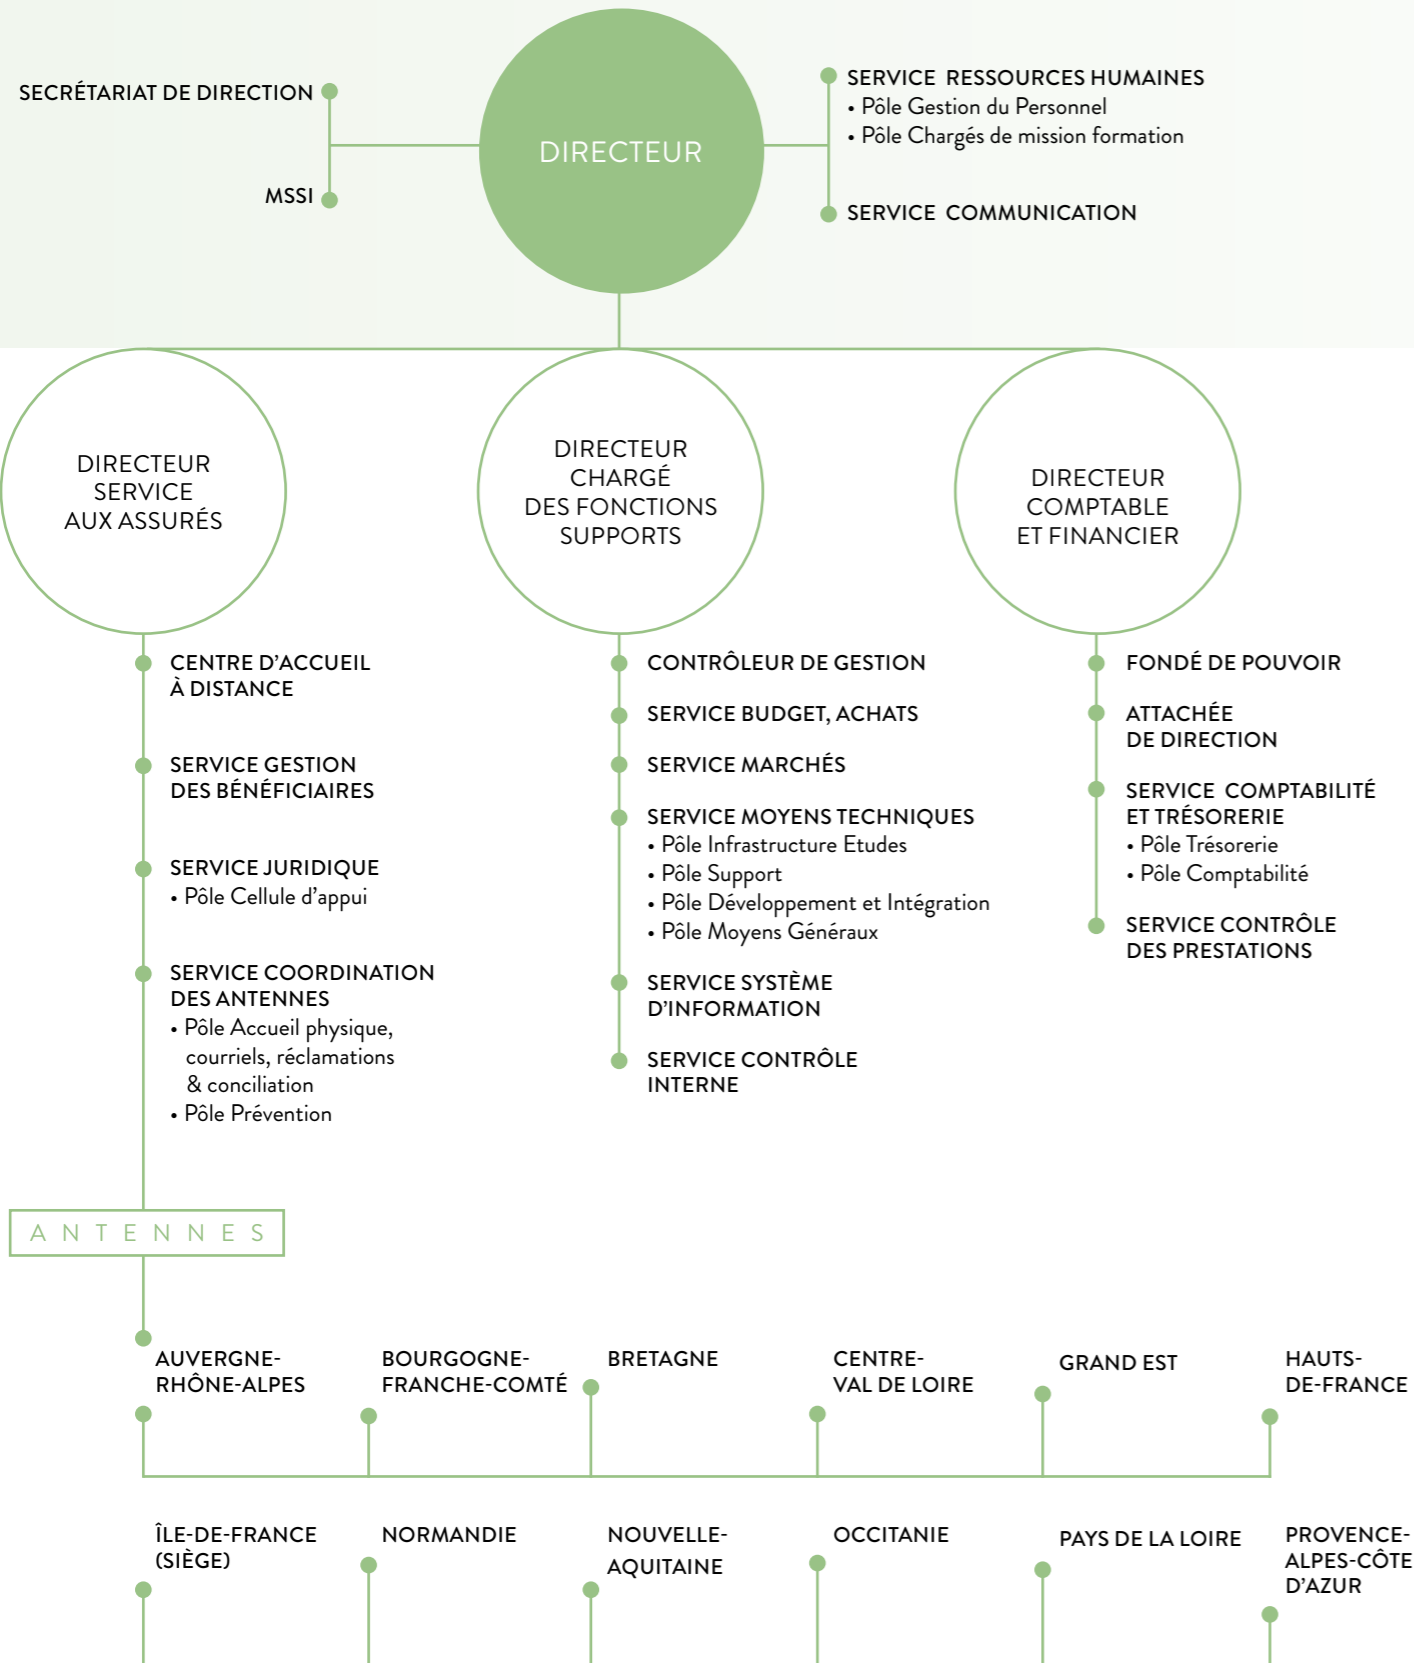 SECRÉTARIAT DE DIRECTION
MSSI
DIRECTEUR
SERVICE RESSOURCES HUMAINES
• Pôle Gestion du Personnel
• Pôle Chargés de mission formation
SERVICE COMMUNICATION
DIRECTEUR
SERVICE
AUX ASSURÉS
DIRECTEUR
CHARGÉ
DES FONCTIONS
SUPPORTS
DIRECTEUR
COMPTABLE
ET FINANCIER
CENTRE D’ACCUEIL
À DISTANCE
SERVICE GESTION
DES BÉNÉFICIAIRES
SERVICE JURIDIQUE
• Pôle Cellule d’appui
SERVICE COORDINATION
DES ANTENNES
• Pôle Accueil physique,
courriels, réclamations
& conciliation
• Pôle Prévention
CONTRÔLEUR DE GESTION
SERVICE BUDGET, ACHATS
SERVICE MARCHÉS
SERVICE MOYENS TECHNIQUES
• Pôle Infrastructure Etudes
• Pôle Support
• Pôle Développement et Intégration
• Pôle Moyens Généraux
SERVICE SYSTÈME
D’INFORMATION
SERVICE CONTRÔLE
INTERNE
FONDÉ DE POUVOIR
ATTACHÉE
DE DIRECTION
SERVICE COMPTABILITÉ
ET TRÉSORERIE
• Pôle Trésorerie
• Pôle Comptabilité
SERVICE CONTRÔLE
DES PRESTATIONS
ANTENNES
AUVERGNE-
RHÔNE-ALPES
BOURGOGNE-
FRANCHE-COMTÉ
BRETAGNE
CENTRE-
VAL DE LOIRE
GRAND EST
HAUTS-
DE-FRANCE
ÎLE-DE-FRANCE
(SIÈGE)
NORMANDIE
NOUVELLE-
AQUITAINE
OCCITANIE
PAYS DE LA LOIRE
PROVENCE-
ALPES-CÔTE
D’AZUR